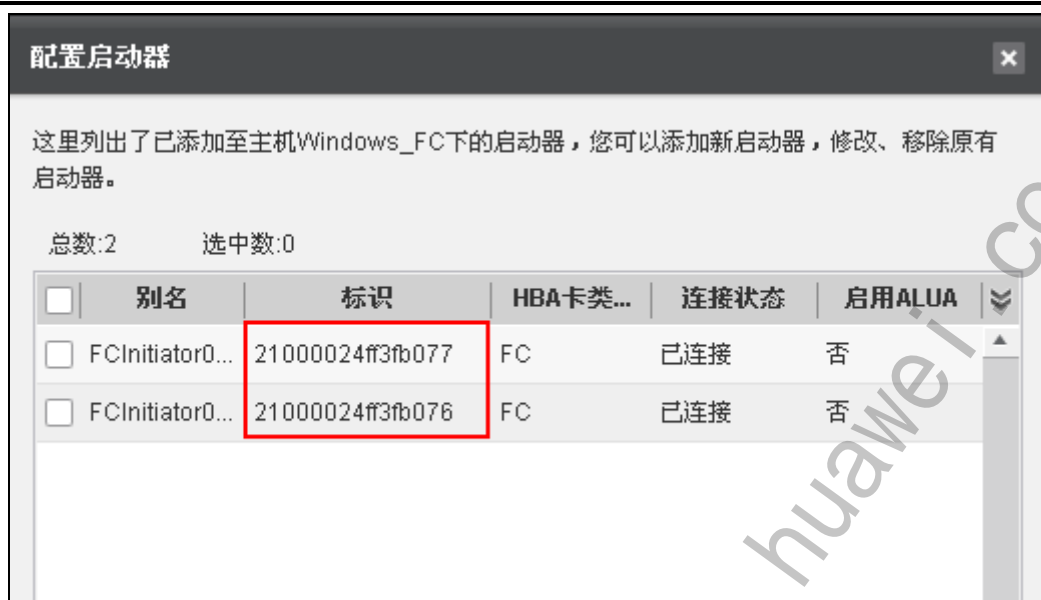 配置启动器
这里列出了已添加至主机Windows_FC下的启动器，您可以添加新启动器，修改、移除原有
启动器。
总数:2 选中数:0
别名 标识 HBA卡类... 连接状态 启用ALUA
FCInitiator0... 21000024ff3fb077 FC 已连接 否
FCInitiator0... 21000024ff3fb076 FC 已连接 否
huawei.co